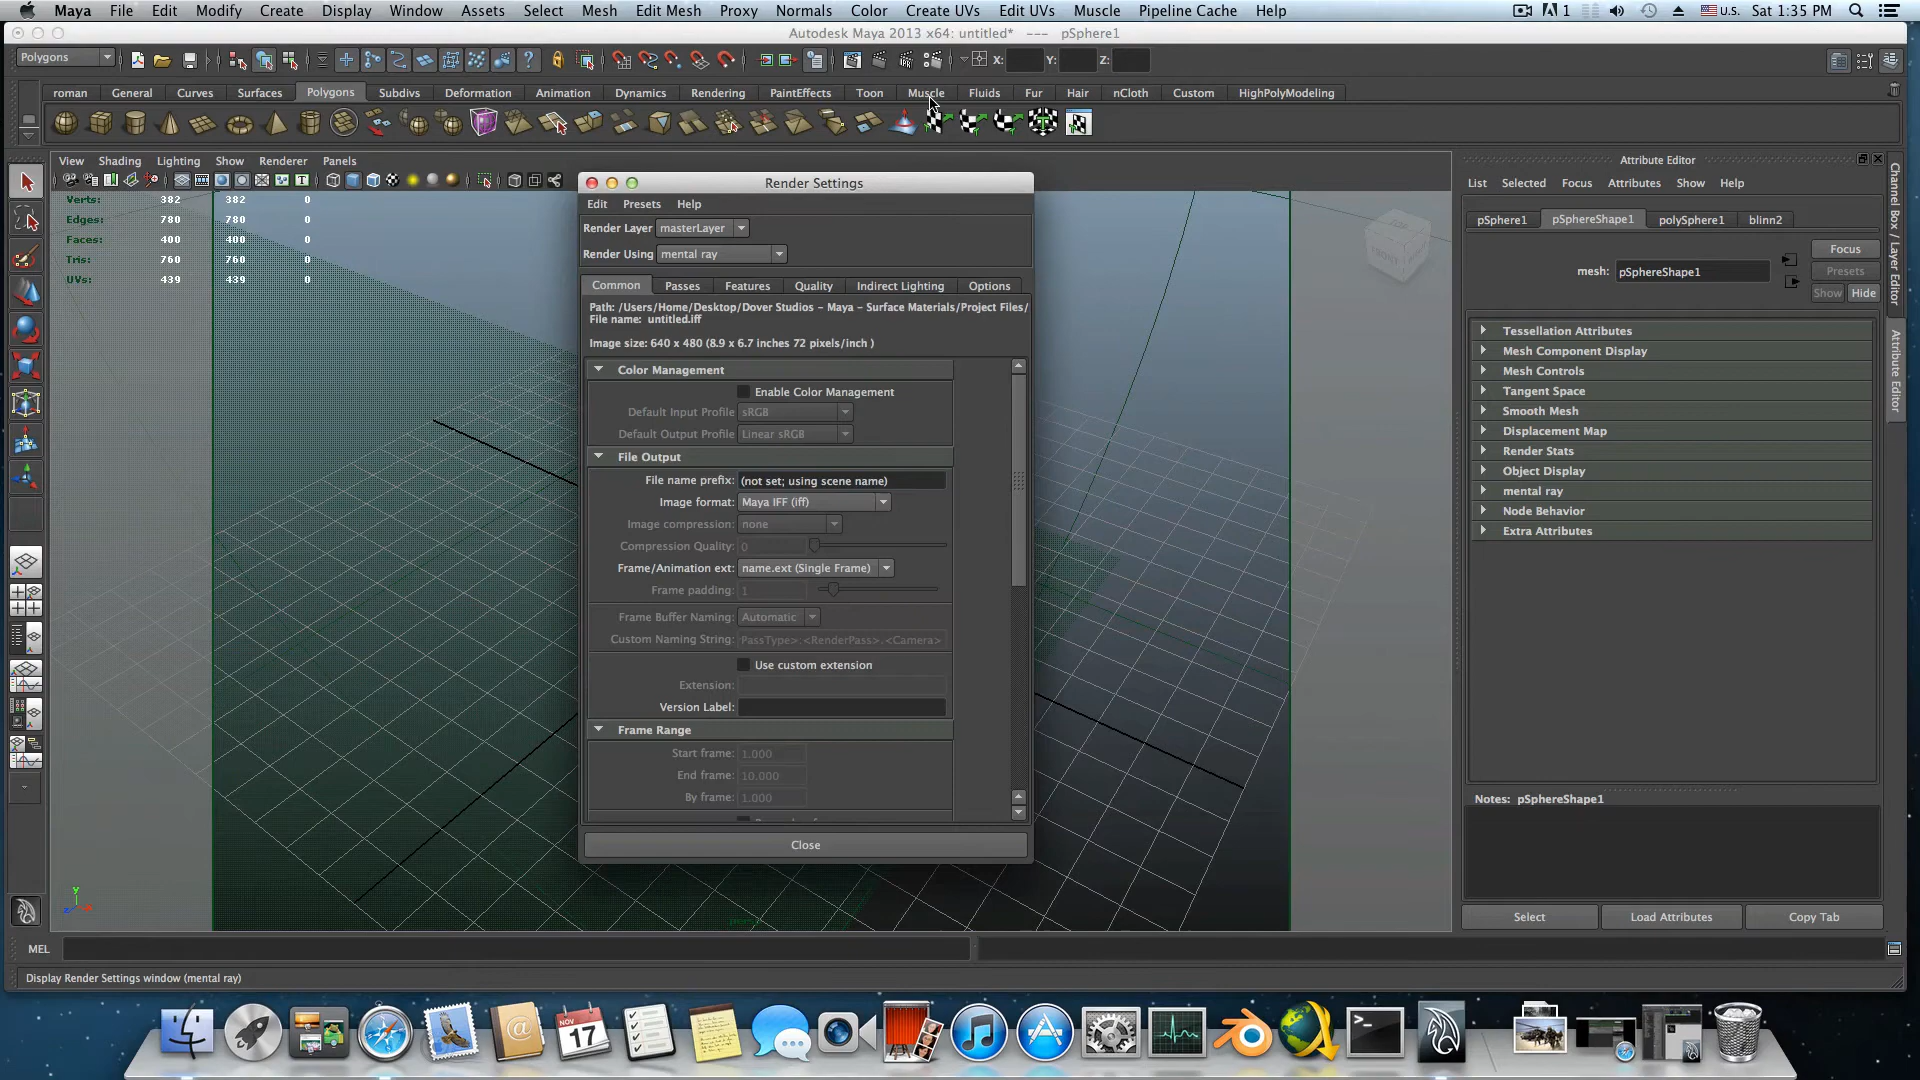 Maya File Edit Modify Create Display Window Assets Select Mesh Edit Mesh Proxy Normals Color Create UVs Edit UVs Muscle Pipeline Cache Help 1 U.S. Sat 1:35 PM
Autodesk Maya 2013 x64: untitled* --- pSphere1
Polygons X: Y: Z:
roman General Curves Surfaces Polygons Subdivs Deformation Animation Dynamics Rendering PaintEffects Toon Muscle Fluids Fur Hair nCloth Custom HighPolyModeling
View Shading Lighting Show Renderer Panels
Verts: 382 382 0
Edges: 780 780 0
Faces: 400 400 0
Tris: 760 760 0
UVs: 439 439 0
Render Settings
Edit Presets Help
Render Layer masterLayer
Render Using mental ray
Common Passes Features Quality Indirect Lighting Options
Path: /Users/Home/Desktop/Dover Studios - Maya - Surface Materials/Project Files/
File name: untitled.iff
Image size: 640 x 480 (8.9 x 6.7 inches 72 pixels/inch )
Color Management
Enable Color Management
Default Input Profile sRGB
Default Output Profile Linear sRGB
File Output
File name prefix: (not set; using scene name)
Image format: Maya IFF (iff)
Image compression: none
Compression Quality: 0
Frame/Animation ext: name.ext (Single Frame)
Frame padding: 1
Frame Buffer Naming: Automatic
Custom Naming String: PassType>.<RenderPass>.<Camera>
Use custom extension
Extension:
Version Label:
Frame Range
Start frame: 1.000
End frame: 10.000
By frame: 1.000
Close
Attribute Editor
List Selected Focus Attributes Show Help
pSphere1 pSphereShape1 polySphere1 blinn2
Focus
mesh: pSphereShape1
Presets
Show Hide
Tessellation Attributes
Mesh Component Display
Mesh Controls
Tangent Space
Smooth Mesh
Displacement Map
Render Stats
Object Display
mental ray
Node Behavior
Extra Attributes
Notes: pSphereShape1
Select Load Attributes Copy Tab
Channel Box / Layer Editor
Attribute Editor
y
z
MEL
Display Render Settings window (mental ray)
NOV
17